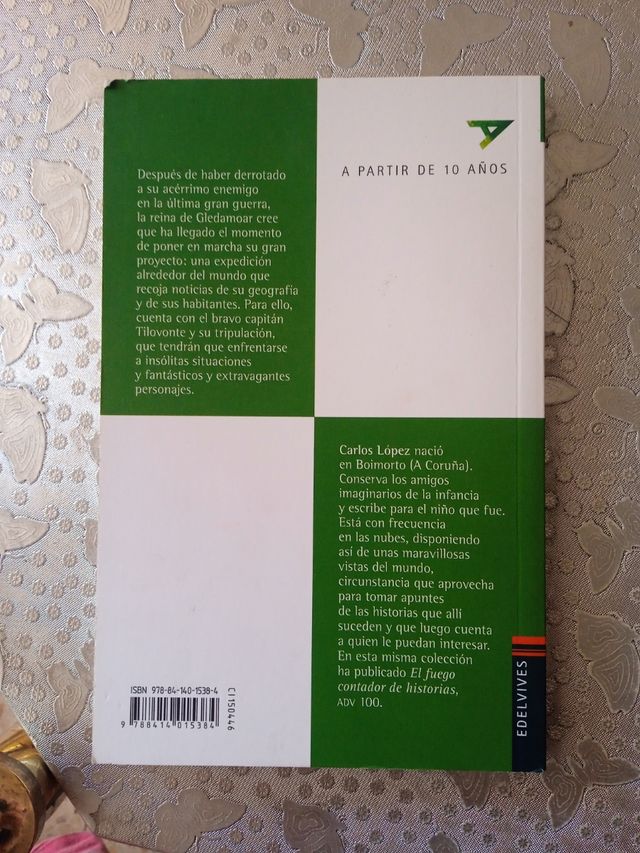 A PARTIR DE 10 AÑOS
Después de haber derrotado
a su acérrimo enemigo
en la última gran guerra,
la reina de Gledamoar cree
que ha llegado el momento
de poner en marcha su gran
proyecto: una expedición
alrededor del mundo que
recoja noticias de su geografía
y de sus habitantes. Para ello,
cuenta con el bravo capitán
Tilovonte y su tripulación,
que tendrán que enfrentarse
a insólitas situaciones
y fantásticos y extravagantes
personajes.
Carlos López nació
en Boimorto (A Coruña).
Conserva los amigos
imaginarios de la infancia
y escribe para el niño que fue.
Está con frecuencia
en las nubes, disponiendo
así de unas maravillosas
vistas del mundo,
circunstancia que aprovecha
para tomar apuntes
de las historias que allí
suceden y que luego cuenta
a quien le puedan interesar.
En esta misma colección
ha publicado El fuego
contador de historias,
ADV 100.
ISBN 978-84-140-1538-4
9 788414 015384
CI 150446
EDELVIVES